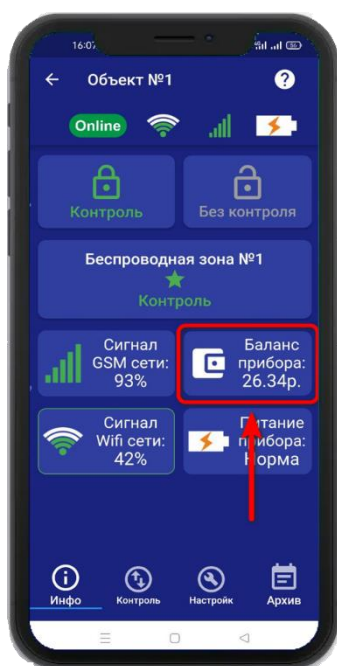 16:07
Объект №1
?
Online
Контроль
Без контроля
Беспроводная зона №1
Контроль
Сигнал
GSM сети:
93%
Баланс
прибора:
26.34р.
Сигнал
Wifi сети:
42%
Питание
прибора:
Норма
Инфо
Контроль
Настройк
Архив